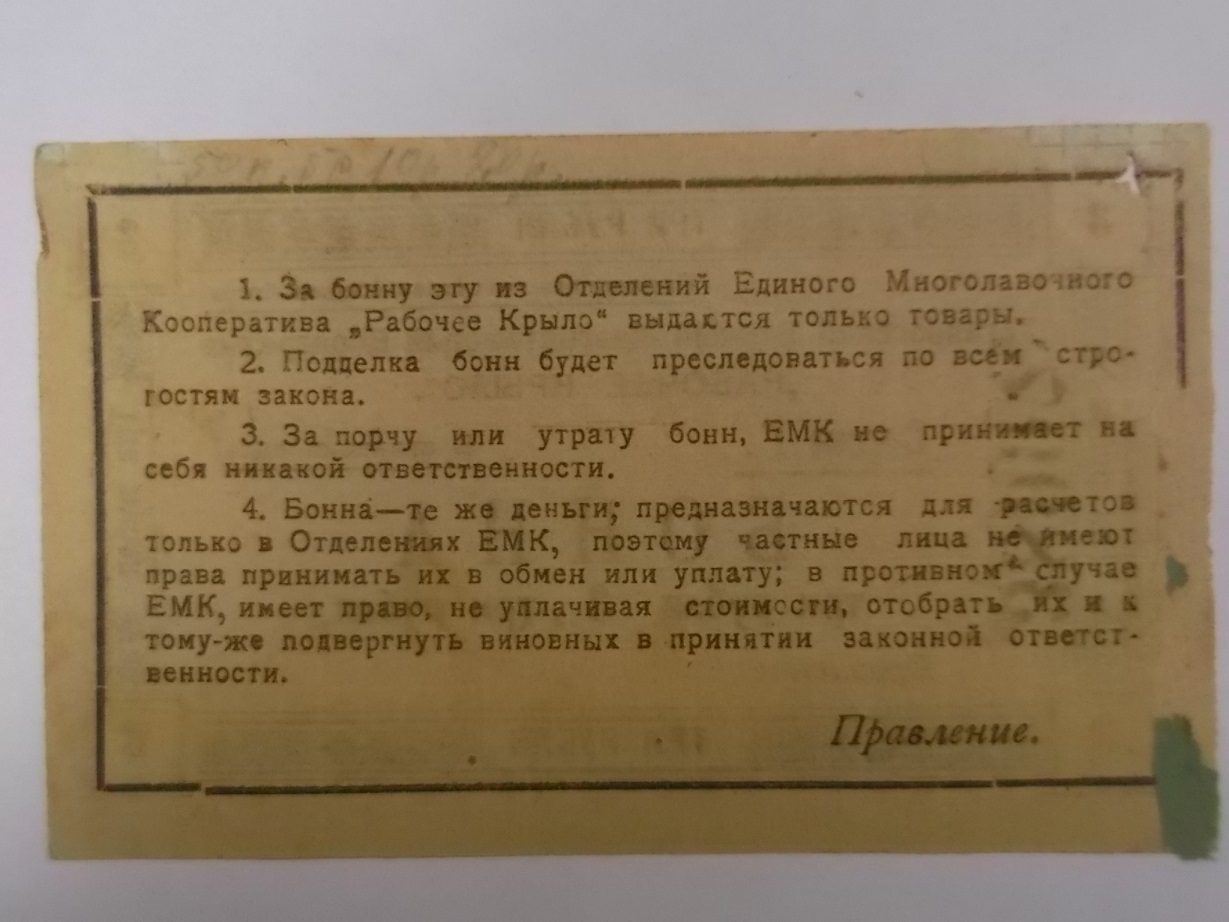 1. За бонну эту из Отделений Единого Многолавочного
Кооператива „Рабочее Крыло“ выдаются только товары.
2. Подделка бонн будет преследоваться по всем стро-
гостям закона.
3. За порчу или утрату бонн, ЕМК не принимает на
себя никакой ответственности.
4. Бонна—те же деньги; предназначаются для расчетов
только в Отделениях ЕМК, поэтому частные лица не имеют
права принимать их в обмен или уплату; в противном случае
ЕМК, имеет право, не уплачивая стоимости, отобрать их и к
тому-же подвергнуть виновных в принятии законной ответст-
венности.
Правление.